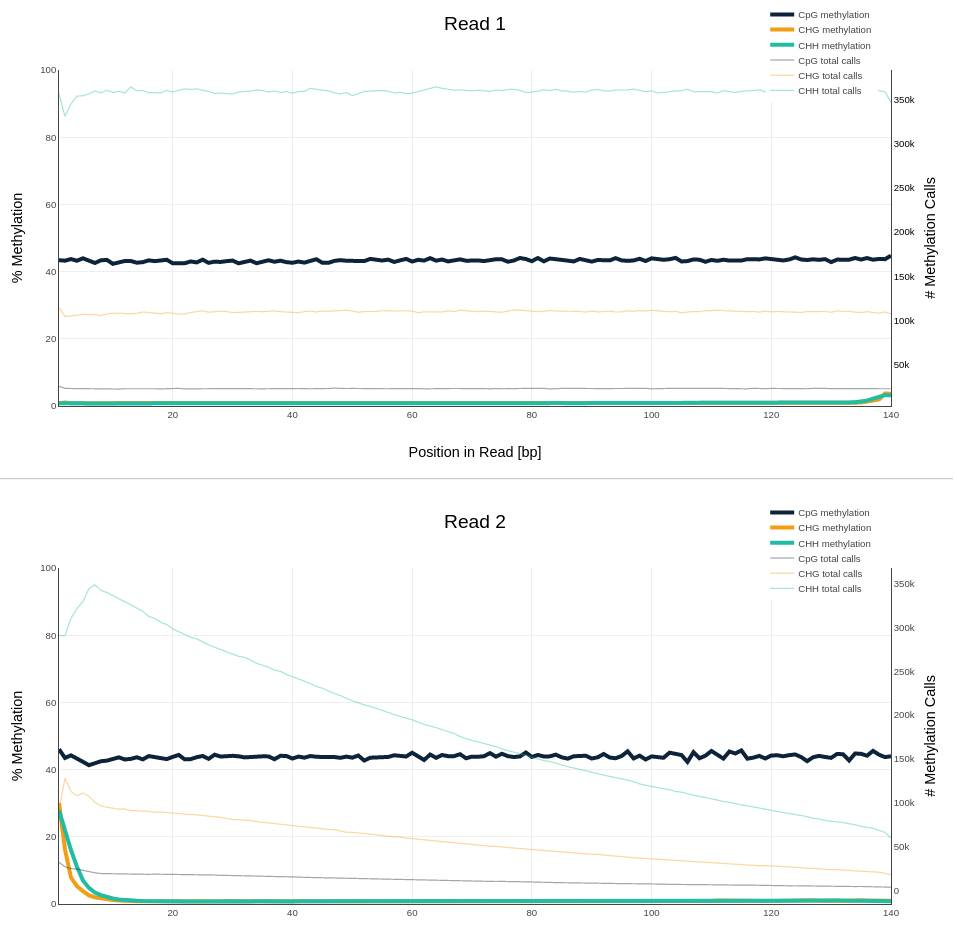 Read 1
CpG methylation
CHG methylation
CHH methylation
CpG total calls
CHG total calls
CHH total calls
100
80
60
40
20
0
% Methylation
350k
300k
250k
200k
150k
100k
50k
# Methylation Calls
20
40
60
80
100
120
140
Position in Read [bp]
Read 2
CpG methylation
CHG methylation
CHH methylation
CpG total calls
CHG total calls
CHH total calls
100
80
60
40
20
0
% Methylation
350k
300k
250k
200k
150k
100k
50k
0
# Methylation Calls
20
40
60
80
100
120
140